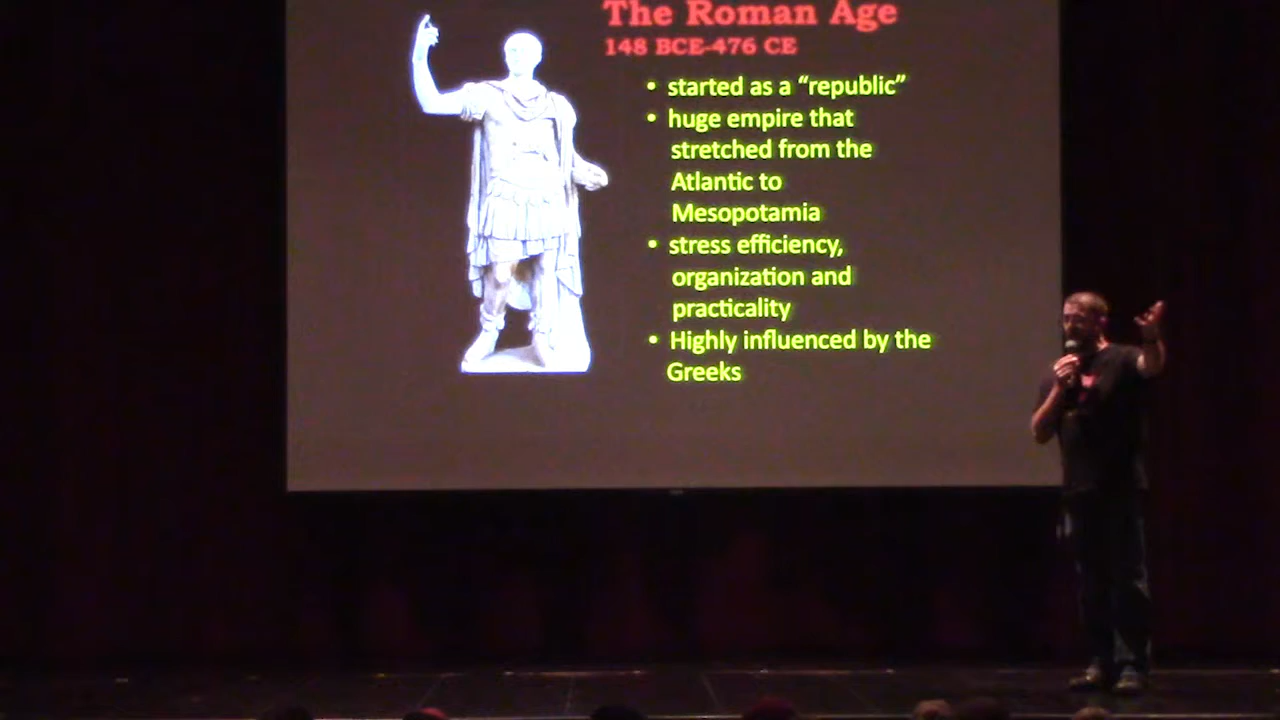 The Roman Age
148 BCE-476 CE
• started as a “republic”
• huge empire that
stretched from the
Atlantic to
Mesopotamia
• stress efficiency,
organization and
practicality
• Highly influenced by the
Greeks